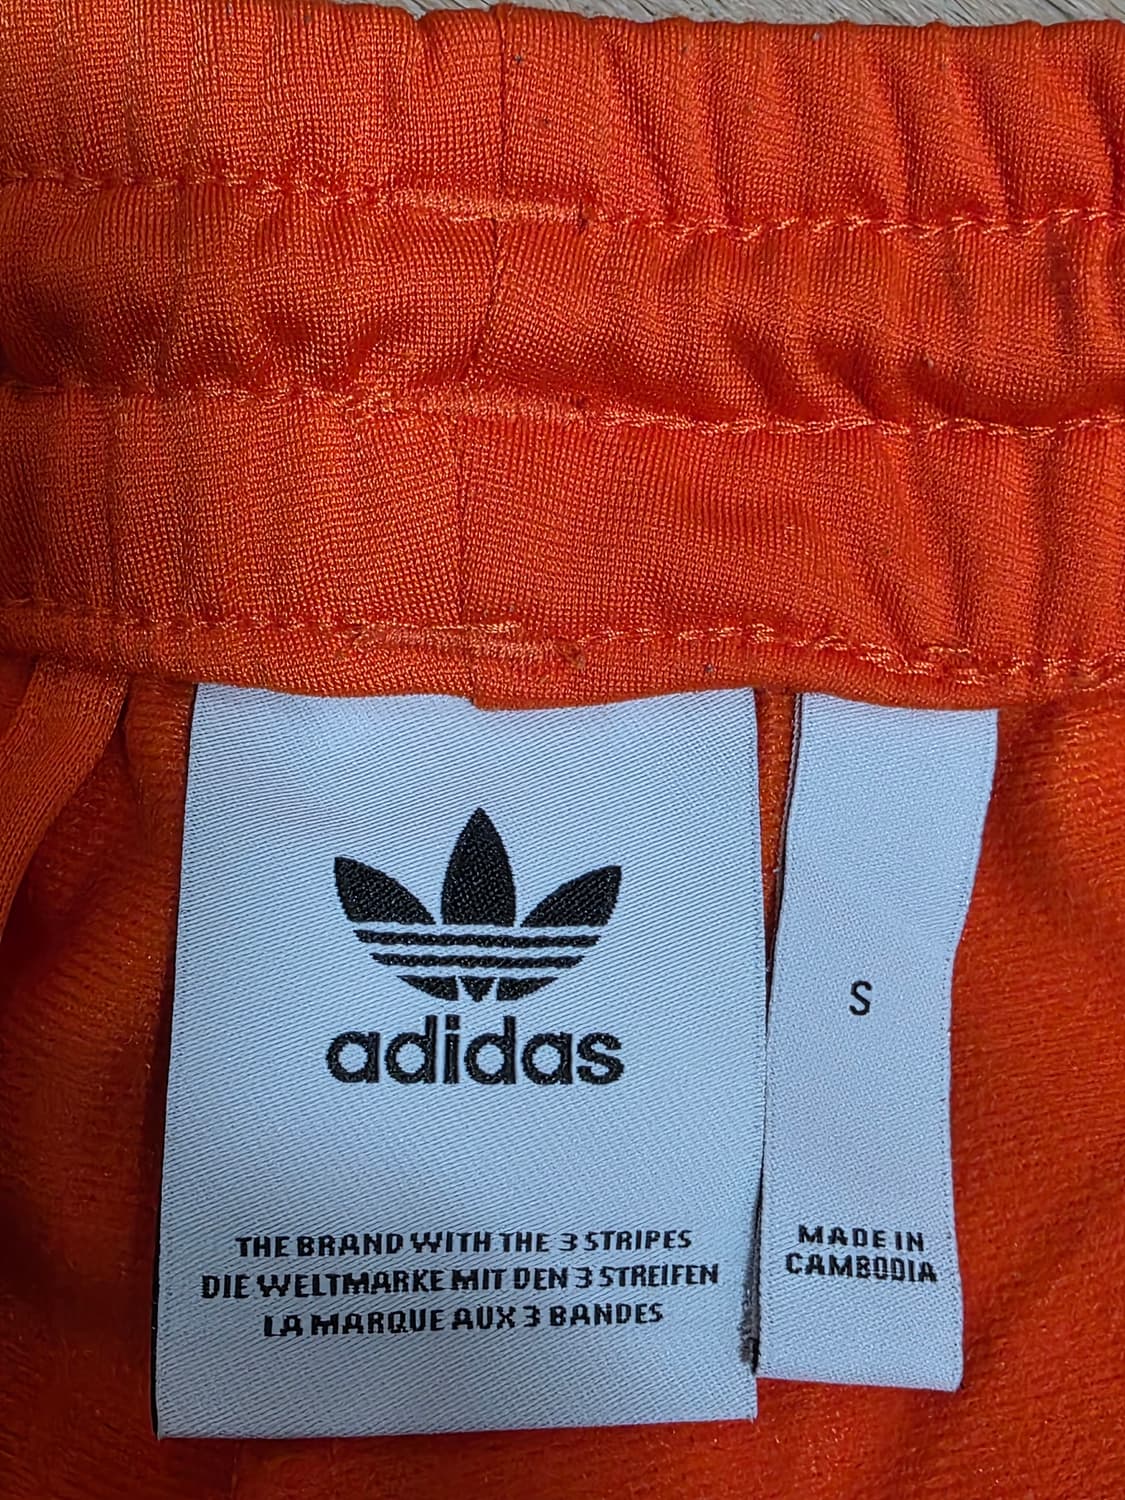 adidas
THE BRAND WITH THE 3 STRIPES
DIE WELTMARKE MIT DEN 3 STREIFEN
LA MARQUE AUX 3 BANDES
S
MADE IN
CAMBODIA